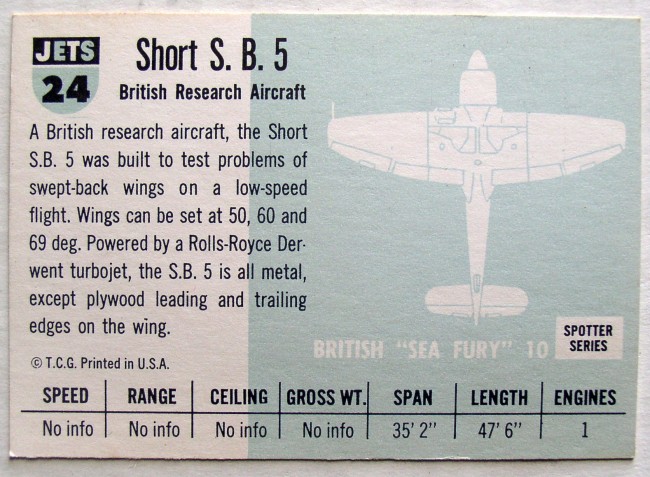 JETS
24
Short S. B. 5
British Research Aircraft
A British research aircraft, the Short
S.B. 5 was built to test problems of
swept-back wings on a low-speed
flight. Wings can be set at 50, 60 and
69 deg. Powered by a Rolls-Royce Der-
went turbojet, the S.B. 5 is all metal,
except plywood leading and trailing
edges on the wing.
© T.C.G. Printed in U.S.A.
BRITISH "SEA FURY" 10
SPOTTER
SERIES
SPEED RANGE CEILING GROSS WT. SPAN LENGTH ENGINES
No info No info No info No info 35' 2" 47' 6" 1